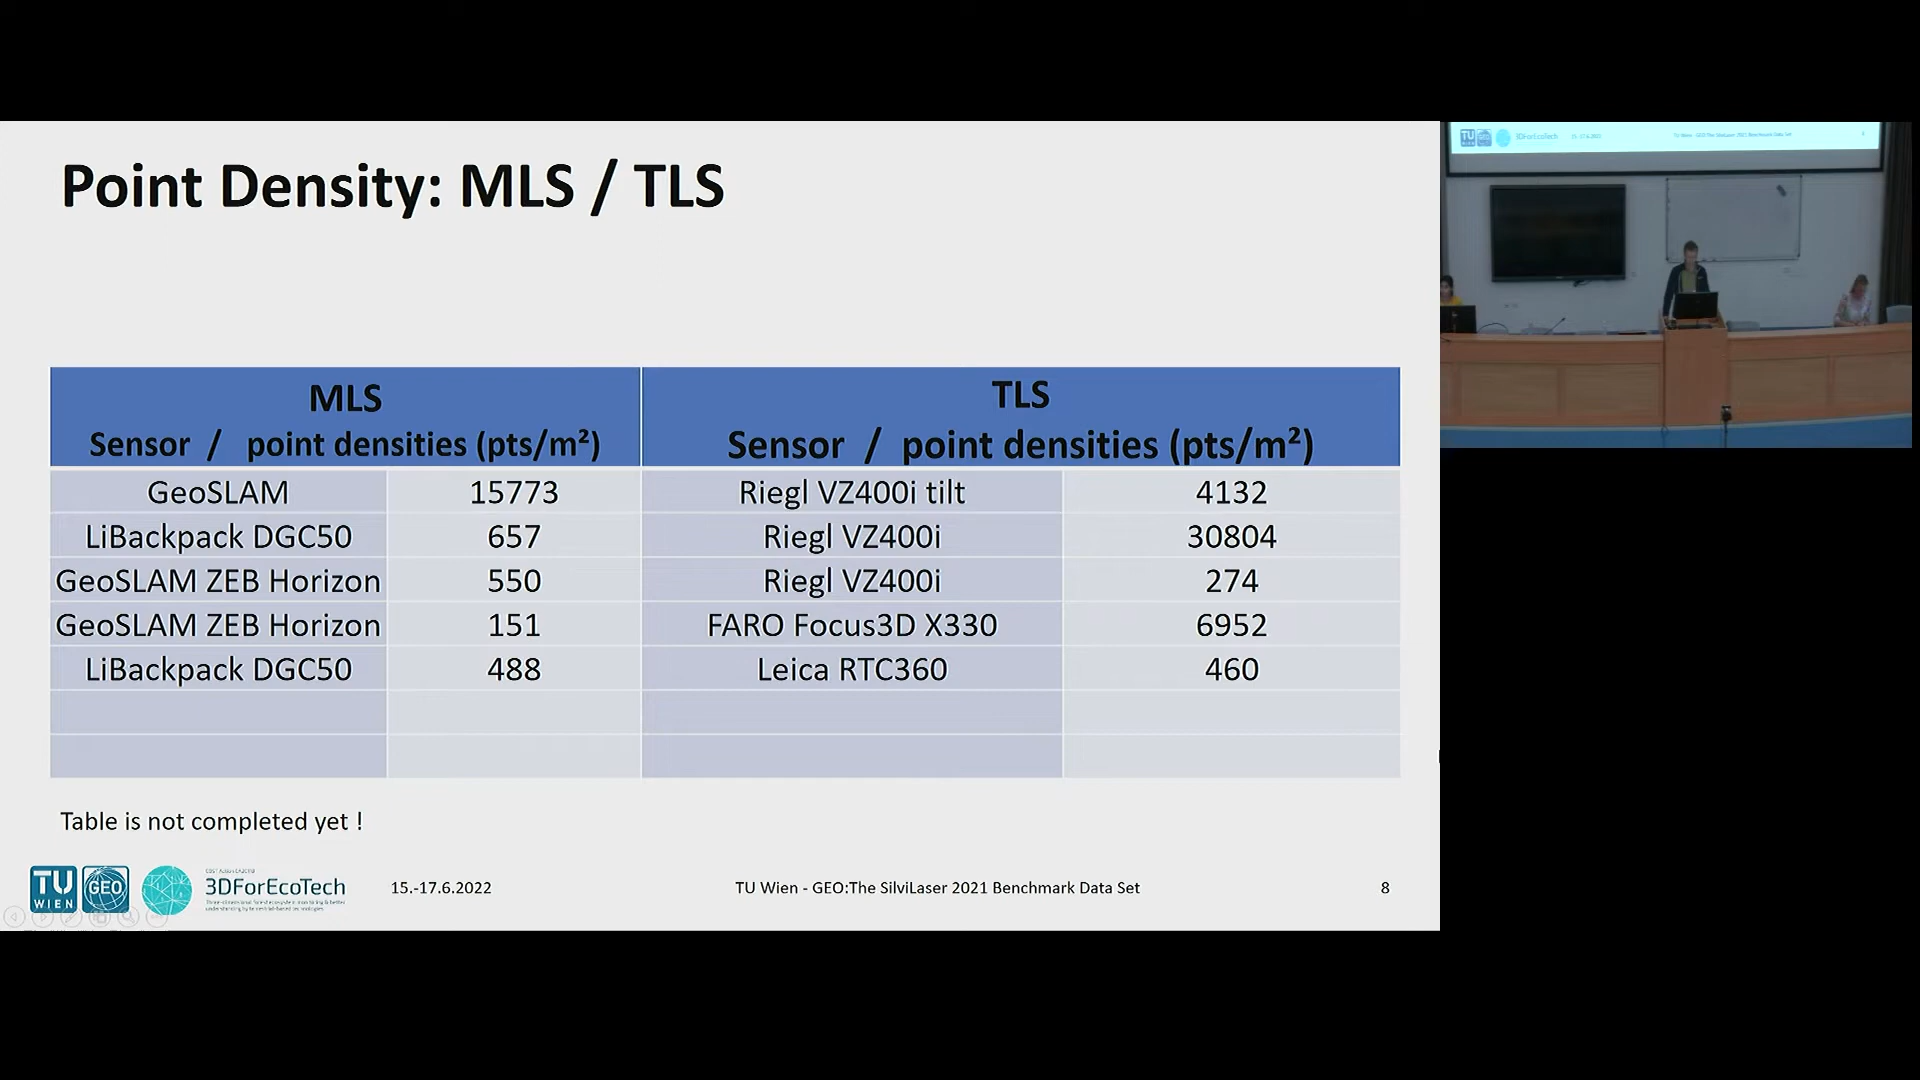 Point Density: MLS / TLS
MLS
Sensor / point densities (pts/m²)
TLS
Sensor / point densities (pts/m²)
GeoSLAM 15773 Riegl VZ400i tilt 4132
LiBackpack DGC50 657 Riegl VZ400i 30804
GeoSLAM ZEB Horizon 550 Riegl VZ400i 274
GeoSLAM ZEB Horizon 151 FARO Focus3D X330 6952
LiBackpack DGC50 488 Leica RTC360 460
Table is not completed yet !
TU WIEN GEO 3DForEcoTech 15.-17.6.2022 TU Wien - GEO:The SilviLaser 2021 Benchmark Data Set 8